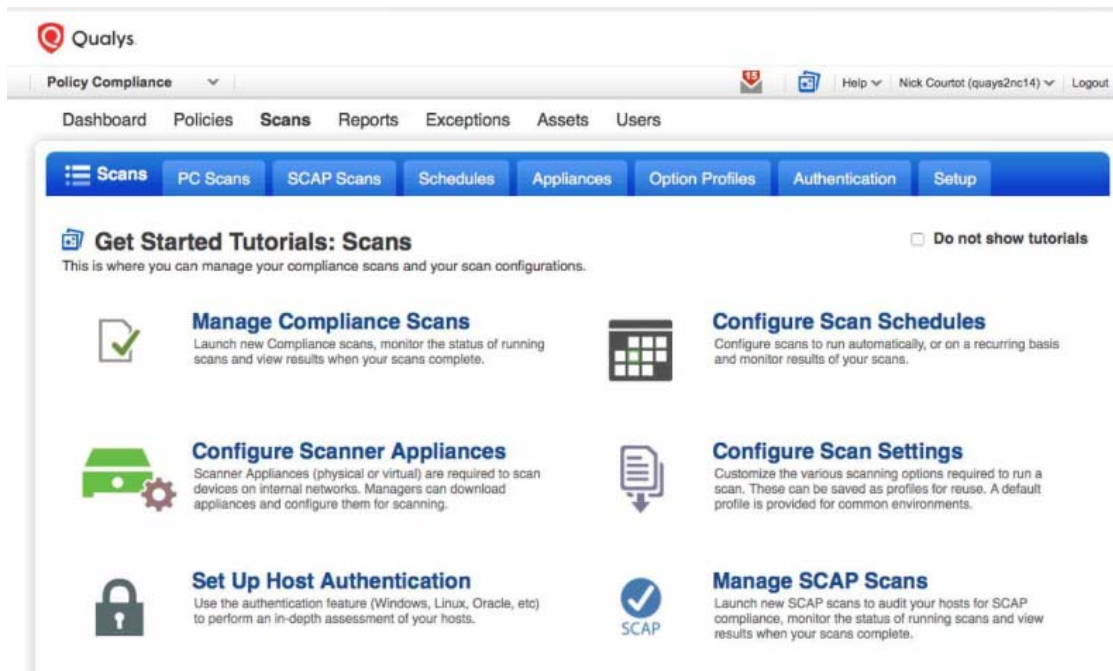 Qualys.
Policy Compliance
15
Help
Nick Courtot (quays2nc14)
Logout
Dashboard Policies Scans Reports Exceptions Assets Users
Scans PC Scans SCAP Scans Schedules Appliances Option Profiles Authentication Setup
Get Started Tutorials: Scans
Do not show tutorials
This is where you can manage your compliance scans and your scan configurations.
Manage Compliance Scans
Launch new Compliance scans, monitor the status of running
scans and view results when your scans complete.
Configure Scan Schedules
Configure scans to run automatically, or on a recurring basis
and monitor results of your scans.
Configure Scanner Appliances
Scanner Appliances (physical or virtual) are required to scan
devices on internal networks. Managers can download
appliances and configure them for scanning.
Configure Scan Settings
Customize the various scanning options required to run a
scan. These can be saved as profiles for reuse. A default
profile is provided for common environments.
Set Up Host Authentication
Use the authentication feature (Windows, Linux, Oracle, etc)
to perform an in-depth assessment of your hosts.
SCAP
Manage SCAP Scans
Launch new SCAP scans to audit your hosts for SCAP
compliance, monitor the status of running scans and view
results when your scans complete.